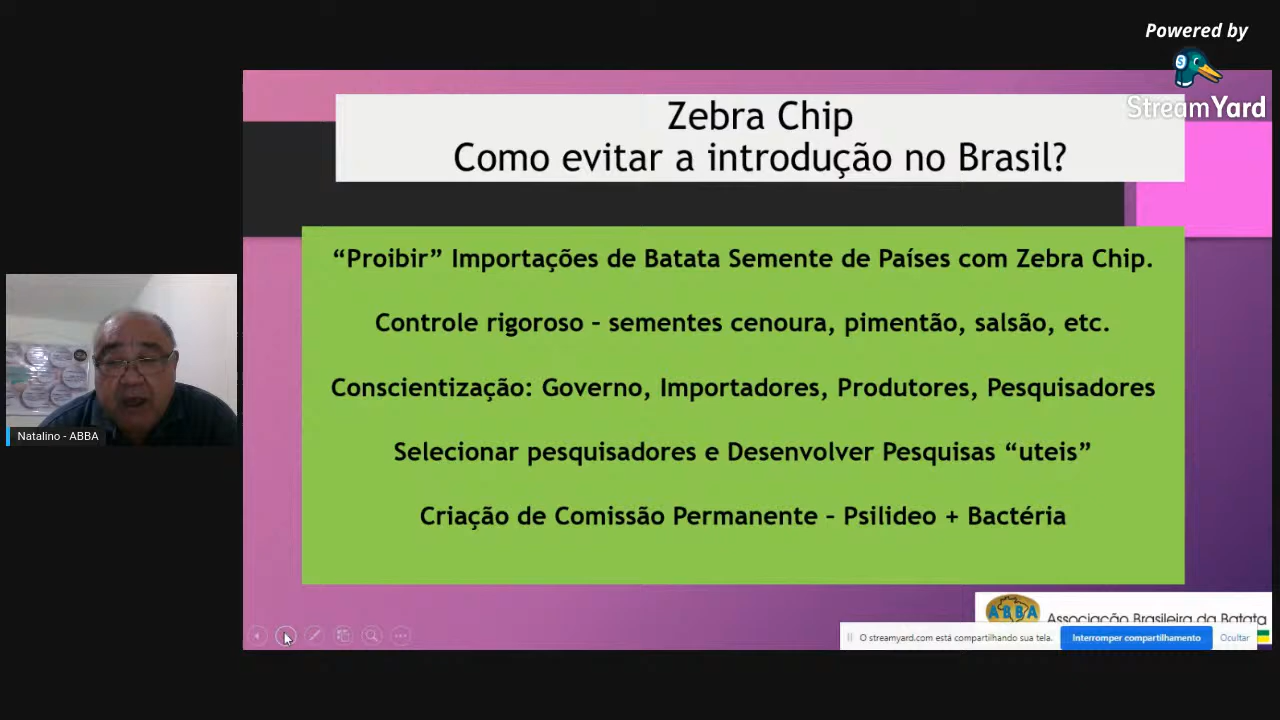 Powered by
StreamYard
Zebra Chip
Como evitar a introdução no Brasil?
“Proibir” Importações de Batata Semente de Países com Zebra Chip.
Controle rigoroso – sementes cenoura, pimentão, salsão, etc.
Conscientização: Governo, Importadores, Produtores, Pesquisadores
Selecionar pesquisadores e Desenvolver Pesquisas “uteis”
Criação de Comissão Permanente – Psilideo + Bactéria
Natalino - ABBA
ABBA
Associação Brasileira da Batata
O streamyard.com está compartilhando sua tela.
Interromper compartilhamento
Ocultar